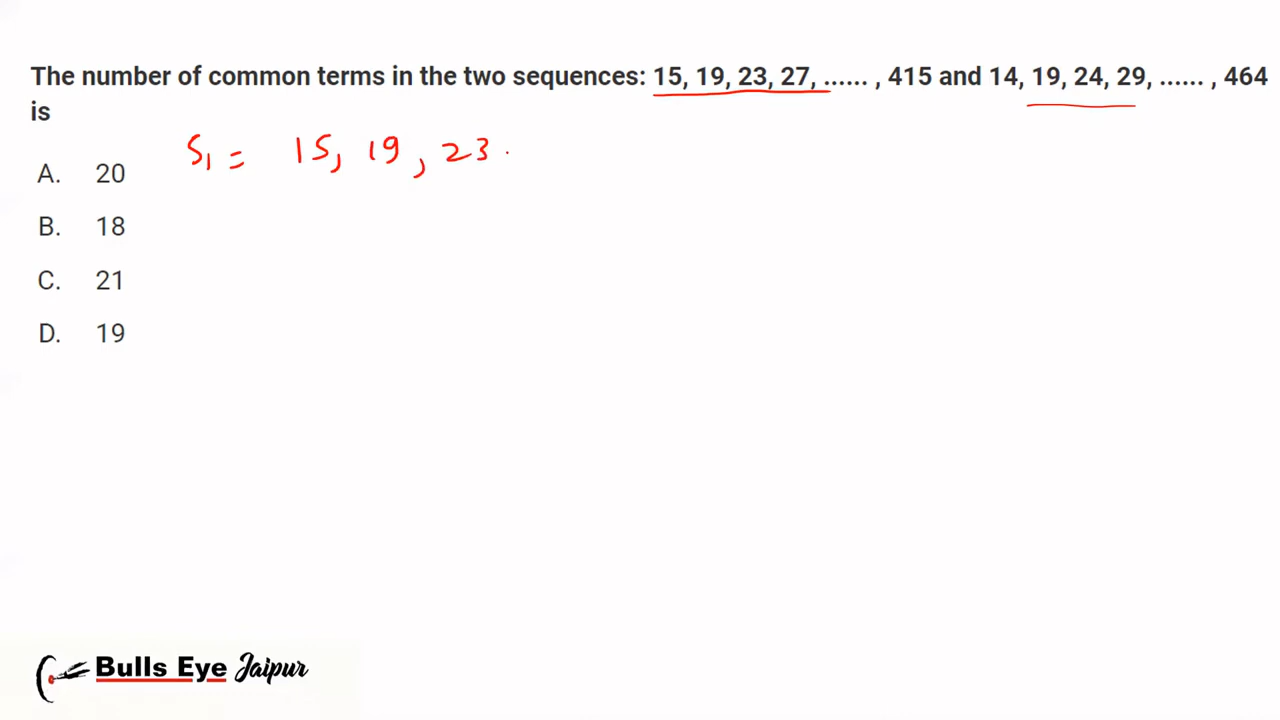 The number of common terms in the two sequences: 15, 19, 23, 27, ...... , 415 and 14, 19, 24, 29, ...... , 464
is
S1 = 15, 19, 23 .
A. 20
B. 18
C. 21
D. 19
Bulls Eye Jaipur